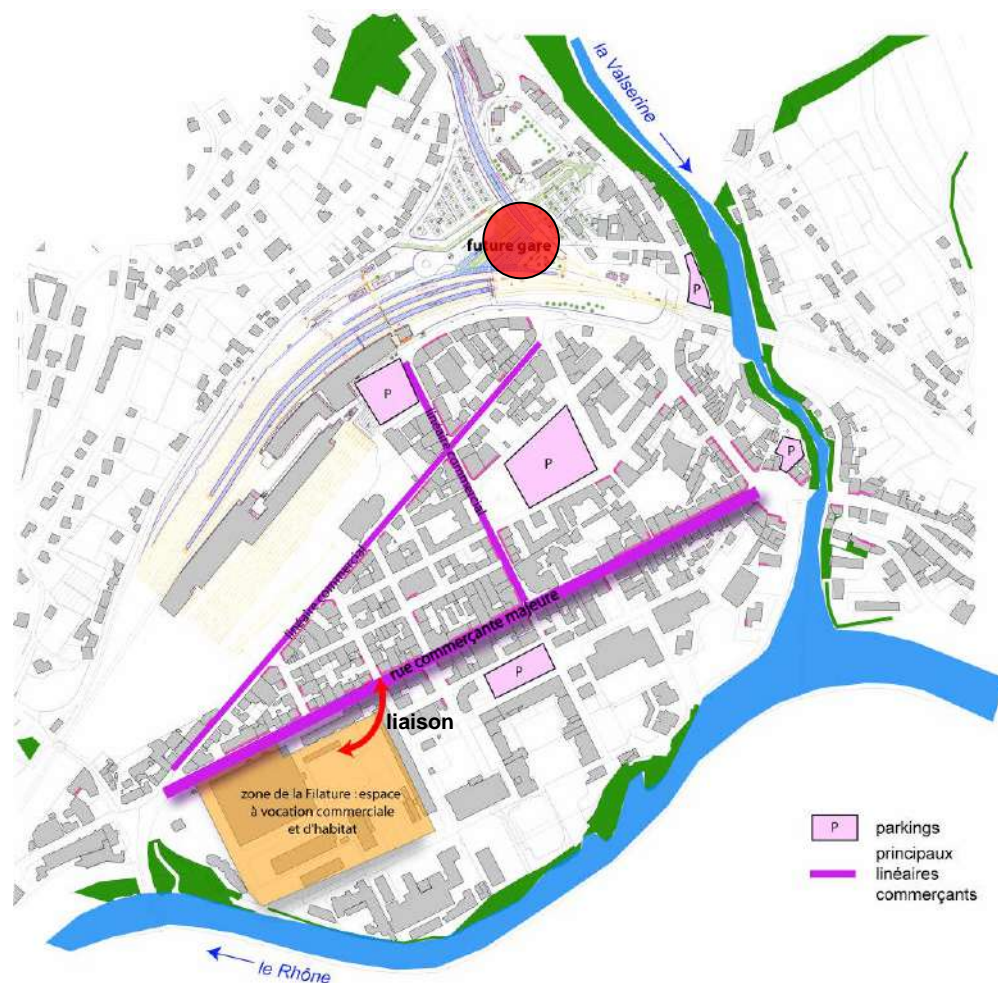 la Valserine
future gare
P
P
P
P
linéaire commercial
linéaire commercial
rue commerçante majeure
P
liaison
zone de la Filature : espace
à vocation commerciale
et d'habitat
P parkings
principaux
linéaires
commerçants
le Rhône